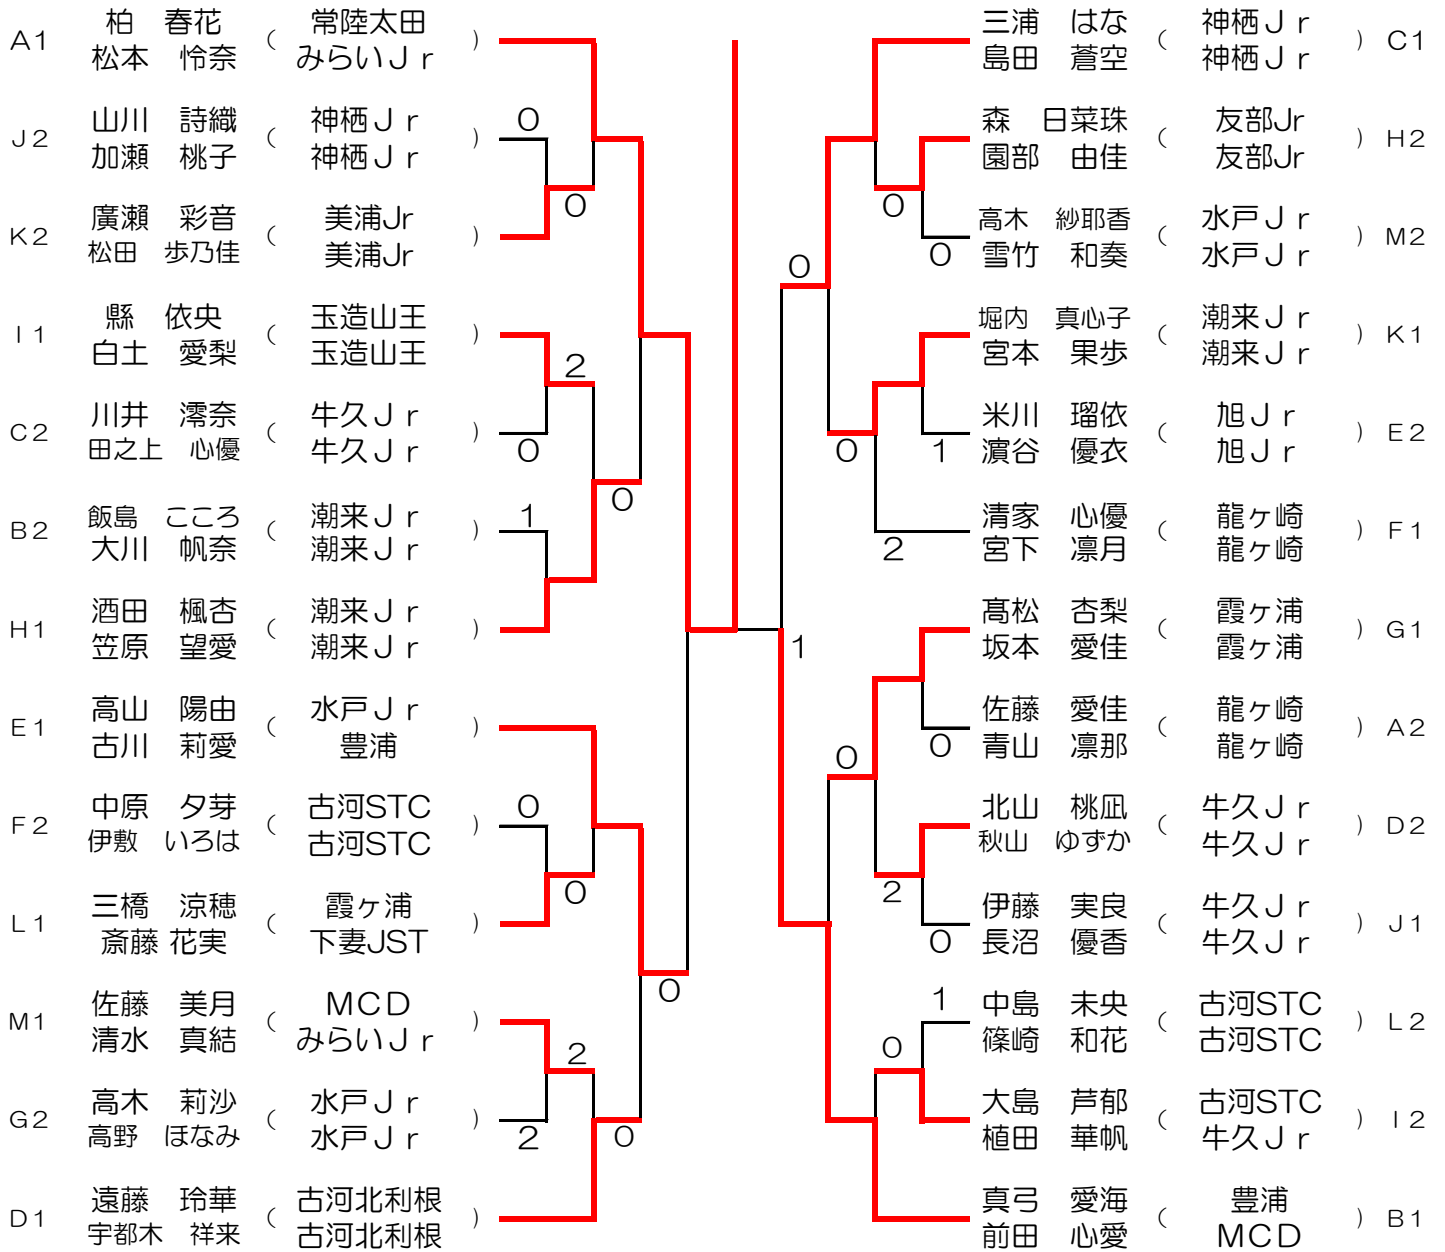 A1 柏 春花 ( 常陸太田 )
松本 怜奈 みらいJr
J2 山川 詩織 ( 神栖Jr ) 0
加瀬 桃子 神栖Jr
0
K2 廣瀬 彩音 ( 美浦Jr )
松田 歩乃佳 美浦Jr
I1 縣 依央 ( 玉造山王 )
白土 愛梨 玉造山王
2
C2 川井 澪奈 ( 牛久Jr ) 0
田之上 心優 牛久Jr
0
B2 飯島 こころ ( 潮来Jr ) 1
大川 帆奈 潮来Jr
H1 酒田 楓杏 ( 潮来Jr )
笠原 望愛 潮来Jr
E1 高山 陽由 ( 水戸Jr )
古川 莉愛 豊浦
F2 中原 夕芽 ( 古河STC ) 0
伊敷 いろは 古河STC
0
L1 三橋 涼穂 ( 霞ヶ浦 )
斎藤 花実 下妻JST
0
M1 佐藤 美月 ( MCD )
清水 真結 みらいJr
2
G2 高木 莉沙 ( 水戸Jr ) 2
高野 ほなみ 水戸Jr
0
D1 遠藤 玲華 ( 古河北利根 )
宇都木 祥来 古河北利根
三浦 はな ( 神栖Jr ) C1
島田 蒼空 神栖Jr
森 日菜珠 ( 友部Jr ) H2
園部 由佳 友部Jr
0
高木 紗耶香 ( 水戸Jr ) M2
0 雪竹 和奏 水戸Jr
0
堀内 真心子 ( 潮来Jr ) K1
宮本 果歩 潮来Jr
米川 瑠依 ( 旭Jr ) E2
0 1 濵谷 優衣 旭Jr
清家 心優 ( 龍ヶ崎 ) F1
2 宮下 凛月 龍ヶ崎
髙松 杏梨 ( 霞ヶ浦 ) G1
1 坂本 愛佳 霞ヶ浦
佐藤 愛佳 ( 龍ヶ崎 ) A2
0 青山 凛那 龍ヶ崎
0
北山 桃凪 ( 牛久Jr ) D2
秋山 ゆずか 牛久Jr
2
伊藤 実良 ( 牛久Jr ) J1
0 長沼 優香 牛久Jr
1 中島 未央 ( 古河STC ) L2
篠崎 和花 古河STC
0
大島 芦郁 ( 古河STC ) I2
植田 華帆 牛久Jr
真弓 愛海 ( 豊浦 ) B1
前田 心愛 MCD